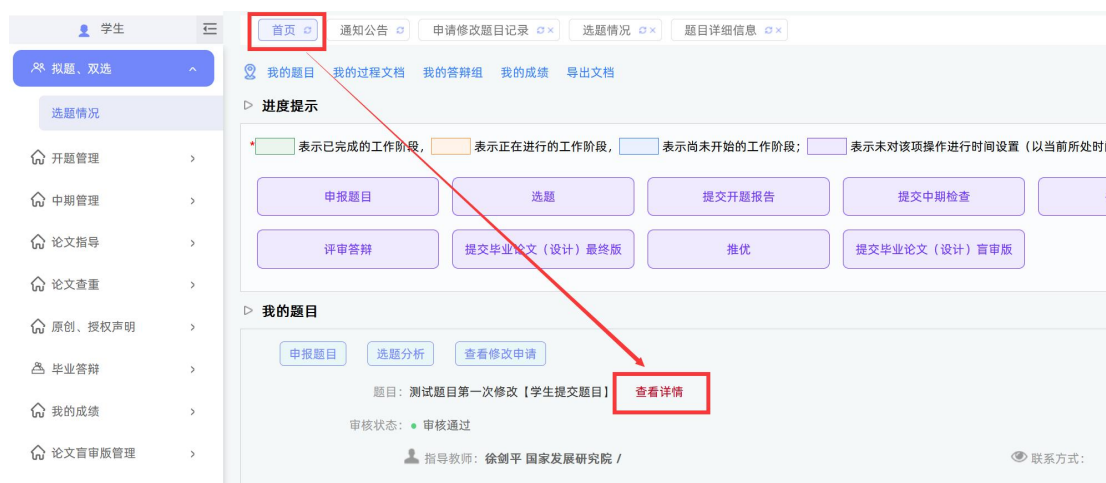 学生
首页 通知公告 申请修改题目记录 选题情况 题目详细信息
拟题、双选
选题情况
开题管理
中期管理
论文指导
论文查重
原创、授权声明
毕业答辩
我的成绩
论文盲审版管理
我的题目 我的过程文档 我的答辩组 我的成绩 导出文档
进度提示
* 表示已完成的工作阶段, 表示正在进行的工作阶段, 表示尚未开始的工作阶段; 表示未对该项操作进行时间设置(以当前所处时
申报题目 选题 提交开题报告 提交中期检查
评审答辩 提交毕业论文(设计)最终版 推优 提交毕业论文(设计)盲审版
我的题目
申报题目 选题分析 查看修改申请
题目: 测试题目第一次修改【学生提交题目】 查看详情
审核状态: 审核通过
指导教师: 徐剑平 国家发展研究院 / 联系方式: